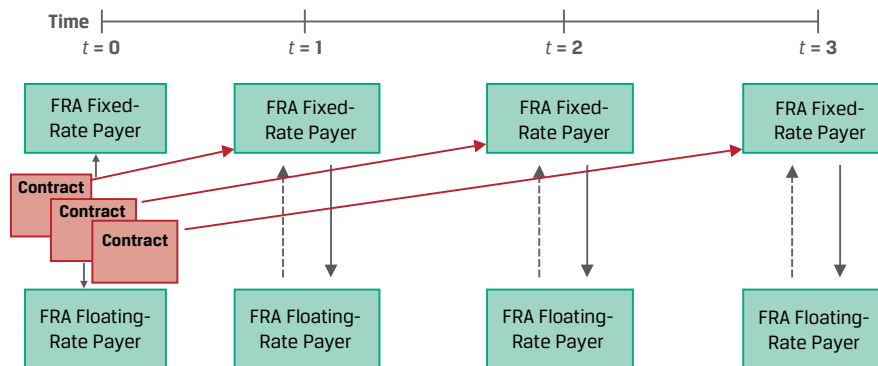 Time
t = 0
t = 1
t = 2
t = 3
FRA Fixed-
Rate Payer
FRA Fixed-
Rate Payer
FRA Fixed-
Rate Payer
FRA Fixed-
Rate Payer
Contract
Contract
Contract
FRA Floating-
Rate Payer
FRA Floating-
Rate Payer
FRA Floating-
Rate Payer
FRA Floating-
Rate Payer